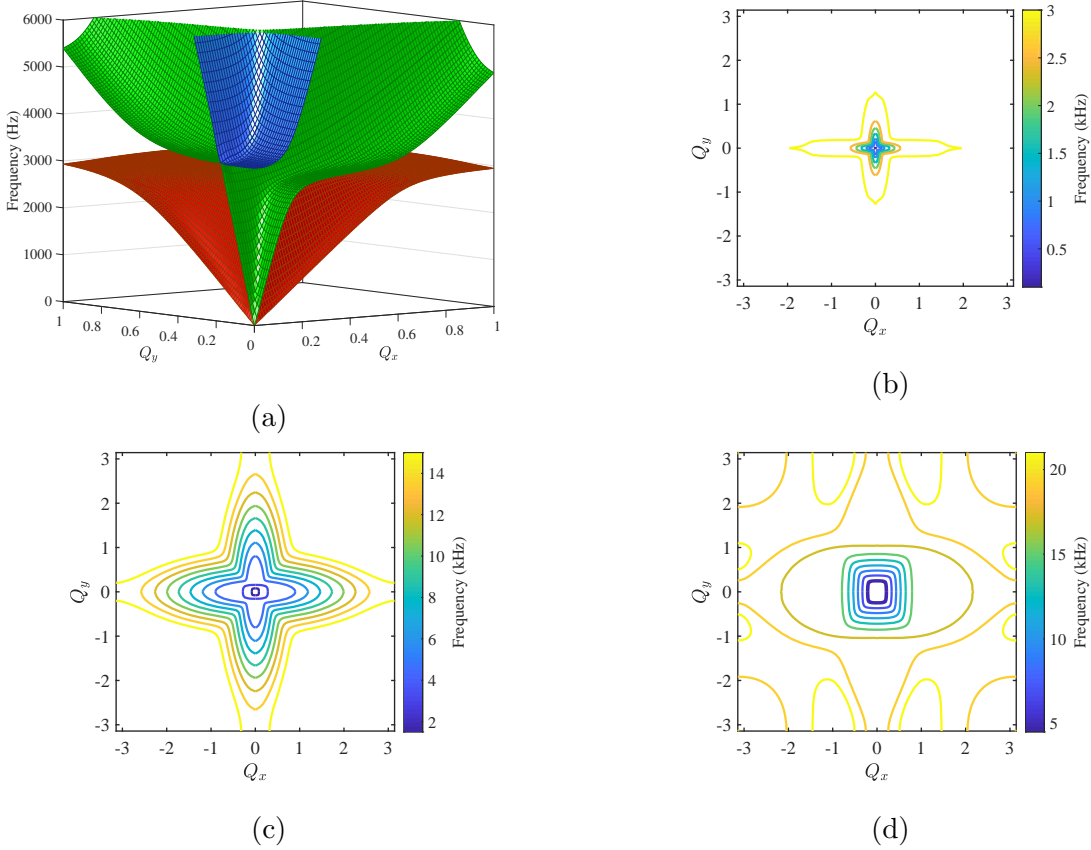 6000
5000
4000
3000
2000
1000
0
Frequency (Hz)
1
0.8
0.6
0.4
0.2
0
0.2
0.4
0.6
0.8
1
Q_y
Q_x
(a)
3
2
1
0
-1
-2
-3
Q_y
-3 -2 -1 0 1 2 3
Q_x
3
2.5
2
1.5
1
0.5
Frequency (kHz)
(b)
3
2
1
0
-1
-2
-3
Q_y
-3 -2 -1 0 1 2 3
Q_x
14
12
10
8
6
4
2
Frequency (kHz)
(c)
3
2
1
0
-1
-2
-3
Q_y
-3 -2 -1 0 1 2 3
Q_x
20
15
10
5
Frequency (kHz)
(d)